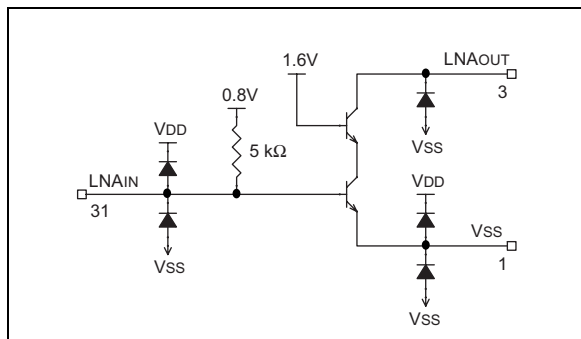 1.6V
LNAOUT
3
0.8V
VDD
5 kΩ
VSS
LNAIN
31
VDD
VSS
1
VSS
VSS